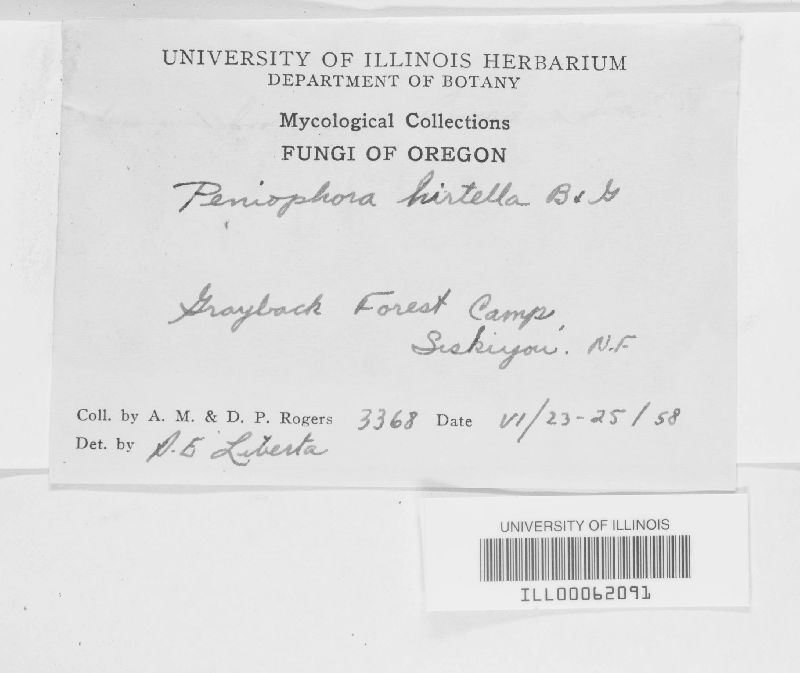 UNIVERSITY OF ILLINOIS HERBARIUM
DEPARTMENT OF BOTANY
Mycological Collections
FUNGI OF OREGON
Peniophora hirtella B & G
Grayback Forest Camp,
Siskiyou. N.F
Coll. by A. M. & D. P. Rogers 3368 Date VI/23-25/58
Det. by A.E Liberta
UNIVERSITY OF ILLINOIS
ILL00062091